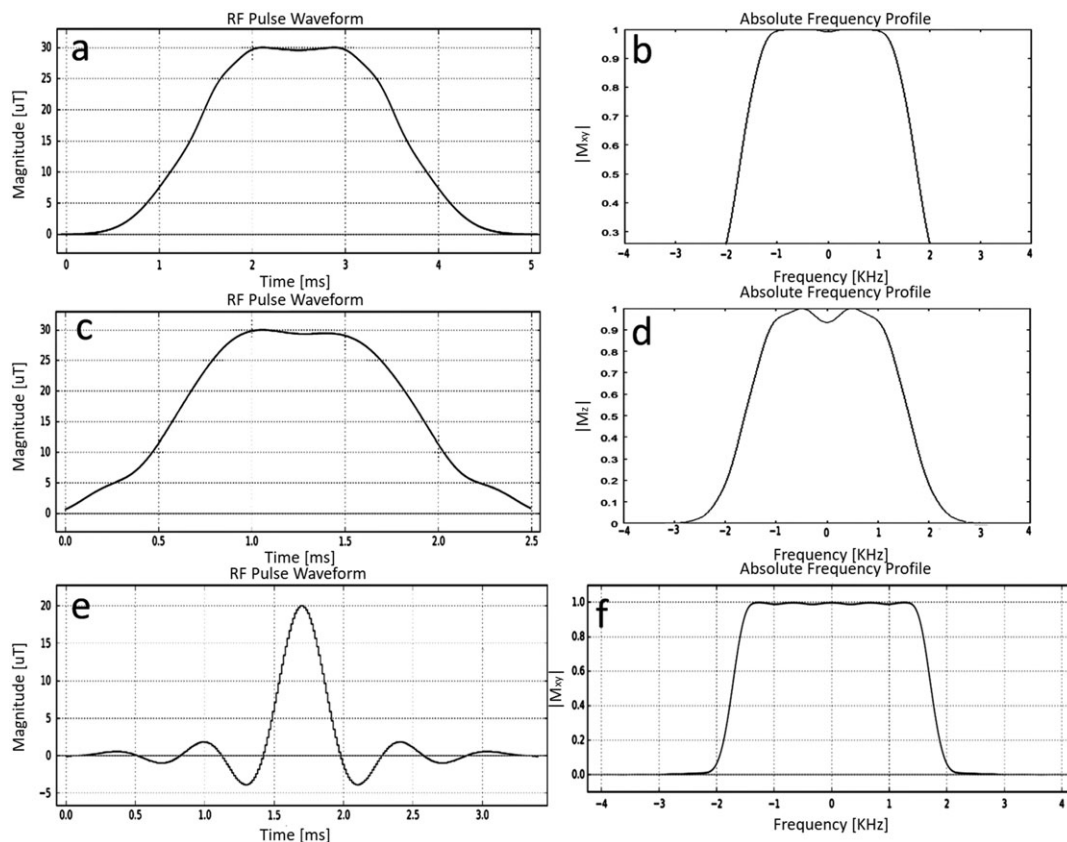 RF Pulse Waveform
a
Magnitude [uT]
30
25
20
15
10
5
0
0 1 2 3 4 5
Time [ms]
Absolute Frequency Profile
b
|Mxy|
1
0.9
0.8
0.7
0.6
0.5
0.4
0.3
−4 −3 −2 −1 0 1 2 3 4
Frequency [KHz]
RF Pulse Waveform
c
Magnitude [uT]
30
25
20
15
10
5
0
0.0 0.5 1.0 1.5 2.0 2.5
Time [ms]
Absolute Frequency Profile
d
|Mz|
1
0.9
0.8
0.7
0.6
0.5
0.4
0.3
0.2
0.1
0
−4 −3 −2 −1 0 1 2 3 4
Frequency [KHz]
RF Pulse Waveform
e
Magnitude [uT]
20
15
10
5
0
−5
0.0 0.5 1.0 1.5 2.0 2.5 3.0
Time [ms]
Absolute Frequency Profile
f
|Mxy|
1.0
0.8
0.6
0.4
0.2
0.0
−4 −3 −2 −1 0 1 2 3 4
Frequency [KHz]